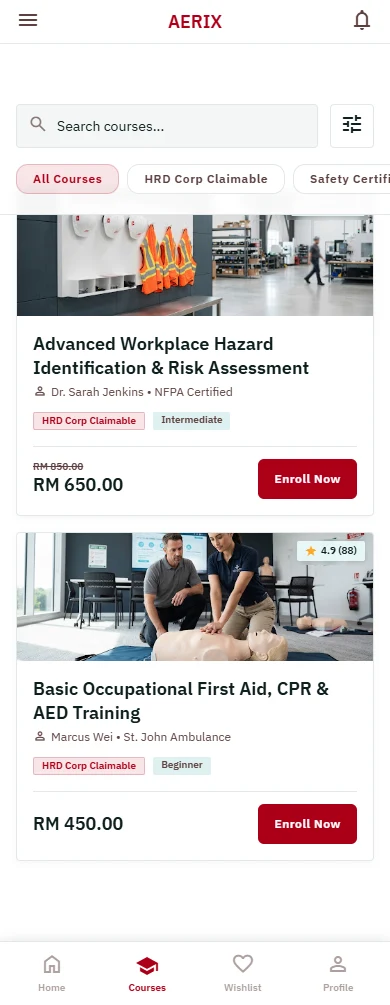 AERIX
Search courses...
All Courses
HRD Corp Claimable
Safety Certifi
Advanced Workplace Hazard
Identification & Risk Assessment
Dr. Sarah Jenkins • NFPA Certified
HRD Corp Claimable
Intermediate
RM 850.00
RM 650.00
Enroll Now
4.9 (88)
Basic Occupational First Aid, CPR &
AED Training
Marcus Wei • St. John Ambulance
HRD Corp Claimable
Beginner
RM 450.00
Enroll Now
Home
Courses
Wishlist
Profile